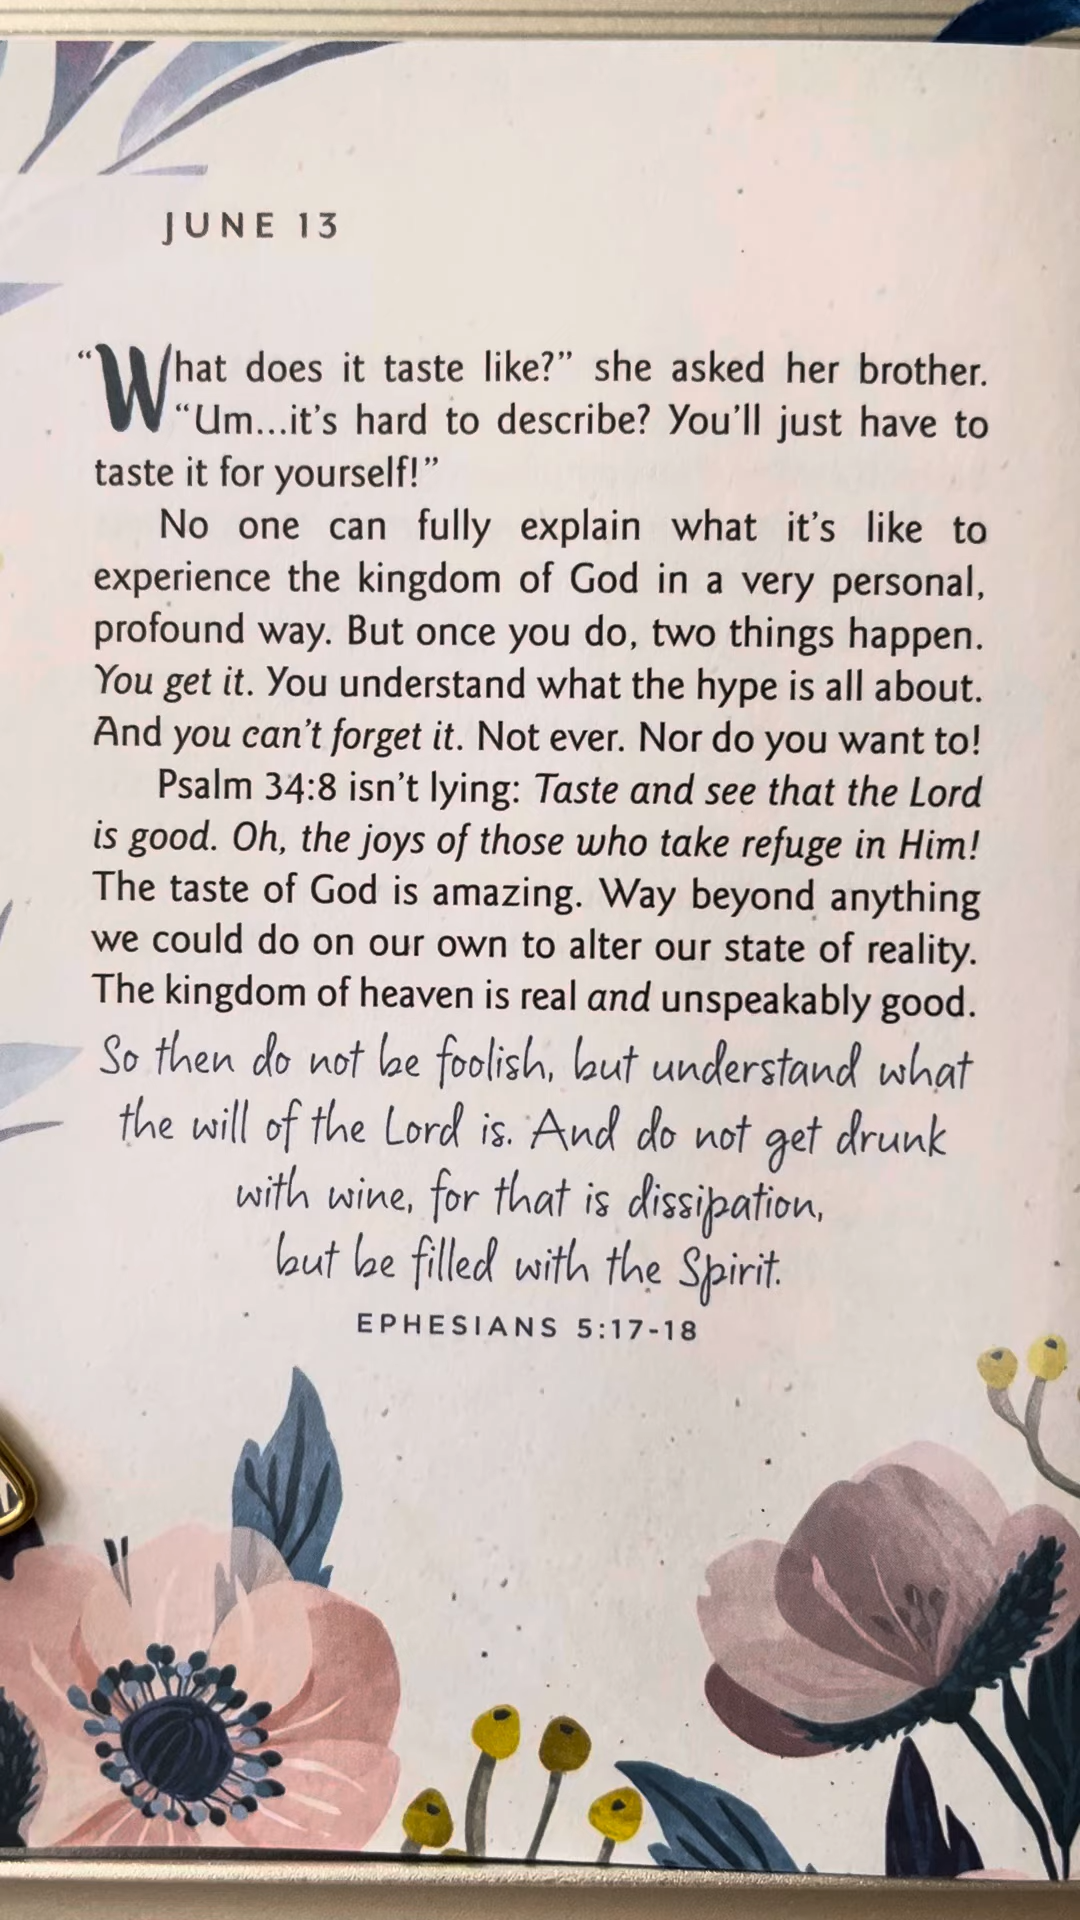 JUNE 13
“What does it taste like?” she asked her brother.
“Um...it’s hard to describe? You’ll just have to
taste it for yourself!”
No one can fully explain what it’s like to
experience the kingdom of God in a very personal,
profound way. But once you do, two things happen.
You get it. You understand what the hype is all about.
And you can’t forget it. Not ever. Nor do you want to!
Psalm 34:8 isn’t lying: Taste and see that the Lord
is good. Oh, the joys of those who take refuge in Him!
The taste of God is amazing. Way beyond anything
we could do on our own to alter our state of reality.
The kingdom of heaven is real and unspeakably good.
So then do not be foolish, but understand what
the will of the Lord is. And do not get drunk
with wine, for that is dissipation,
but be filled with the Spirit.
EPHESIANS 5:17-18